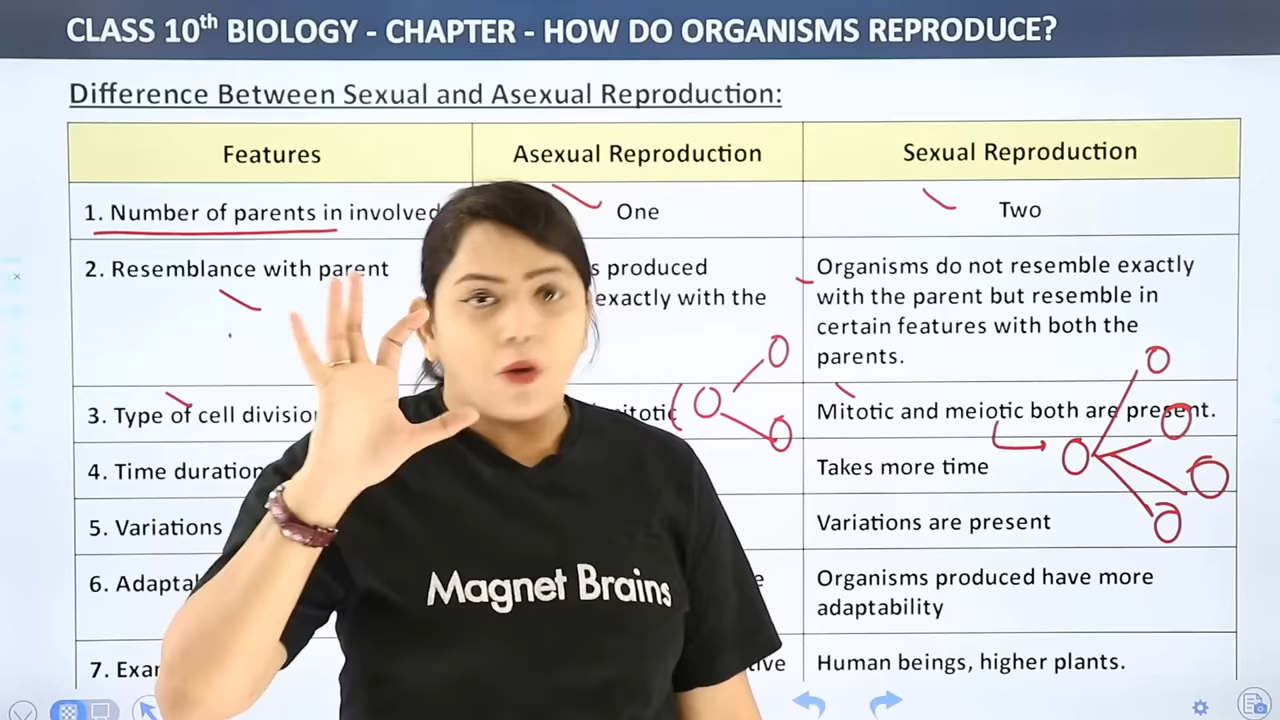 CLASS 10th BIOLOGY - CHAPTER - HOW DO ORGANISMS REPRODUCE?
Difference Between Sexual and Asexual Reproduction:
Features
Asexual Reproduction
Sexual Reproduction
1. Number of parents in involved
One
Two
2. Resemblance with parent
produced
exactly with the
Organisms do not resemble exactly
with the parent but resemble in
certain features with both the
parents.
3. Type of cell
Mitotic and meiotic both are present.
4. Time duration
Takes more time
5. Variations
Variations are present
6.
Organisms produced have more
adaptability
7.
Human beings, higher plants.
Magnet Brains